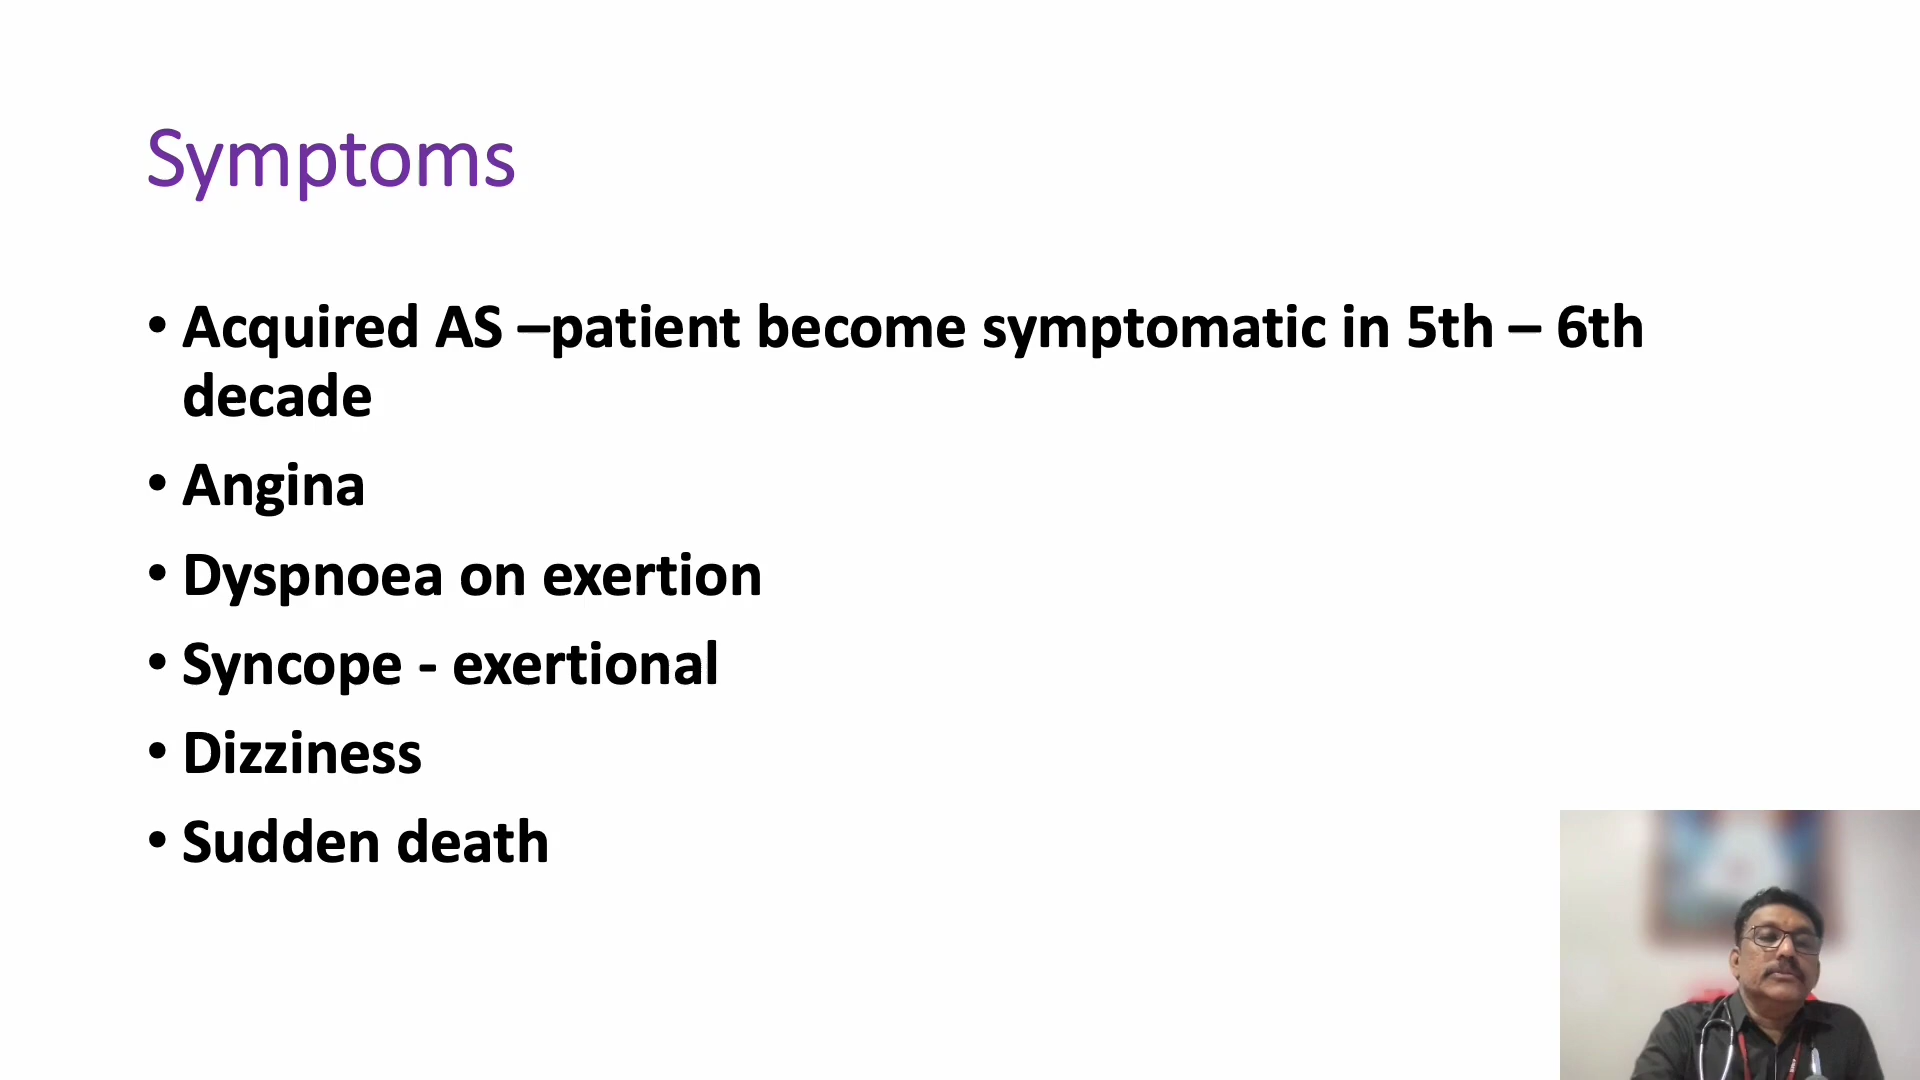 Symptoms
• Acquired AS –patient become symptomatic in 5th – 6th
decade
• Angina
• Dyspnoea on exertion
• Syncope - exertional
• Dizziness
• Sudden death